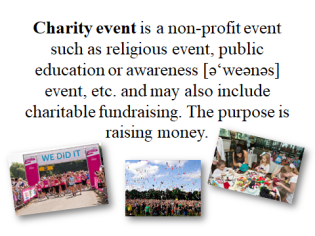 Charity event is a non-profit event
such as religious event, public
education or awareness [ə‘weənəs]
event, etc. and may also include
charitable fundraising. The purpose is
raising money.
WE DID IT